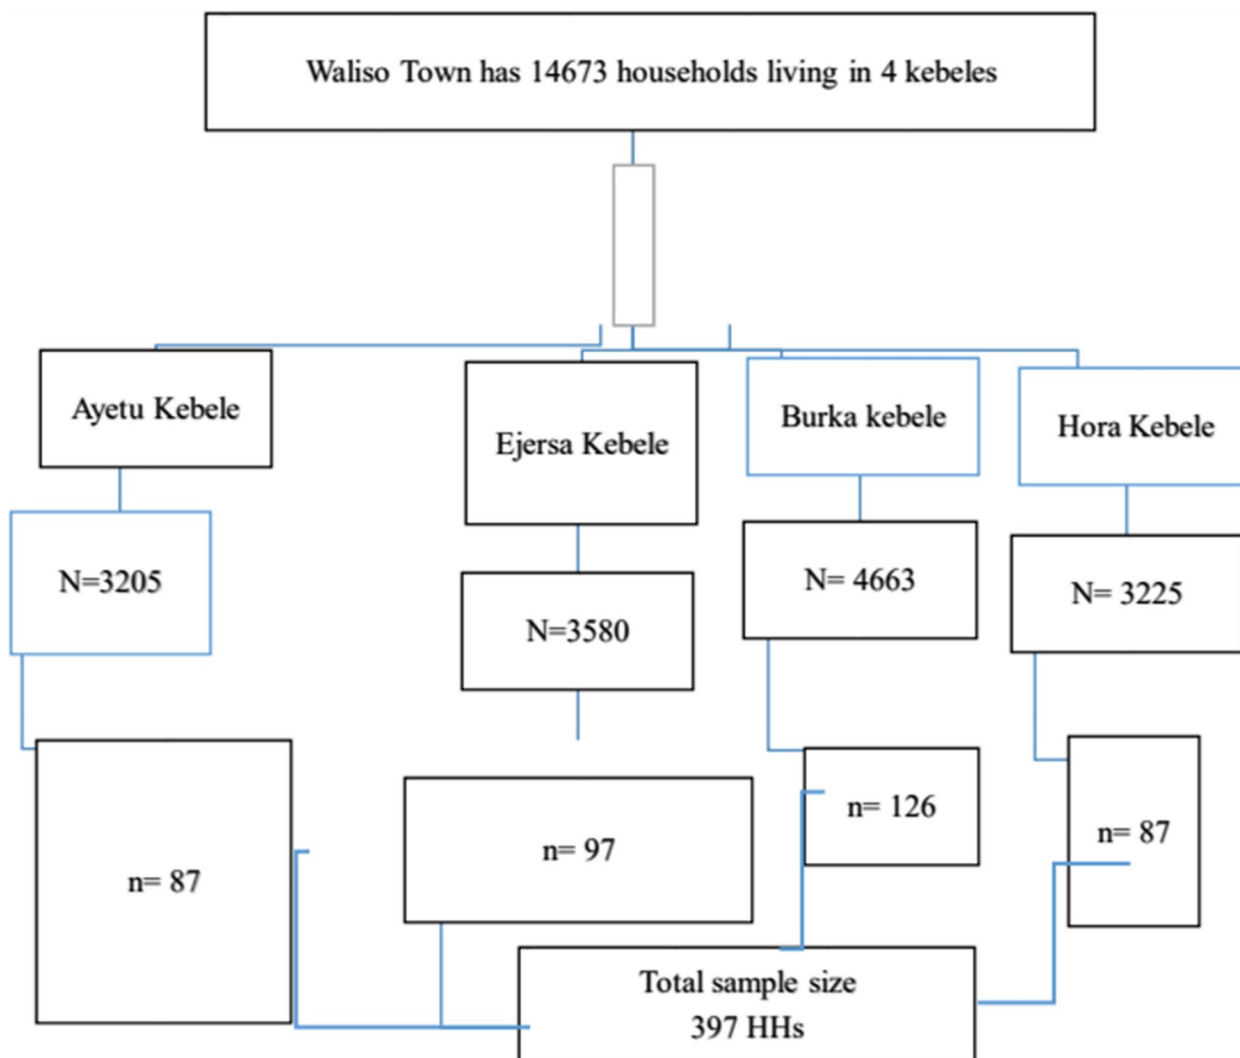 Waliso Town has 14673 households living in 4 kebeles
Ayetu Kebele
Ejersa Kebele
Burka kebele
Hora Kebele
N=3205
N=3580
N= 4663
N= 3225
n= 87
n= 97
n= 126
n= 87
Total sample size
397 HHs